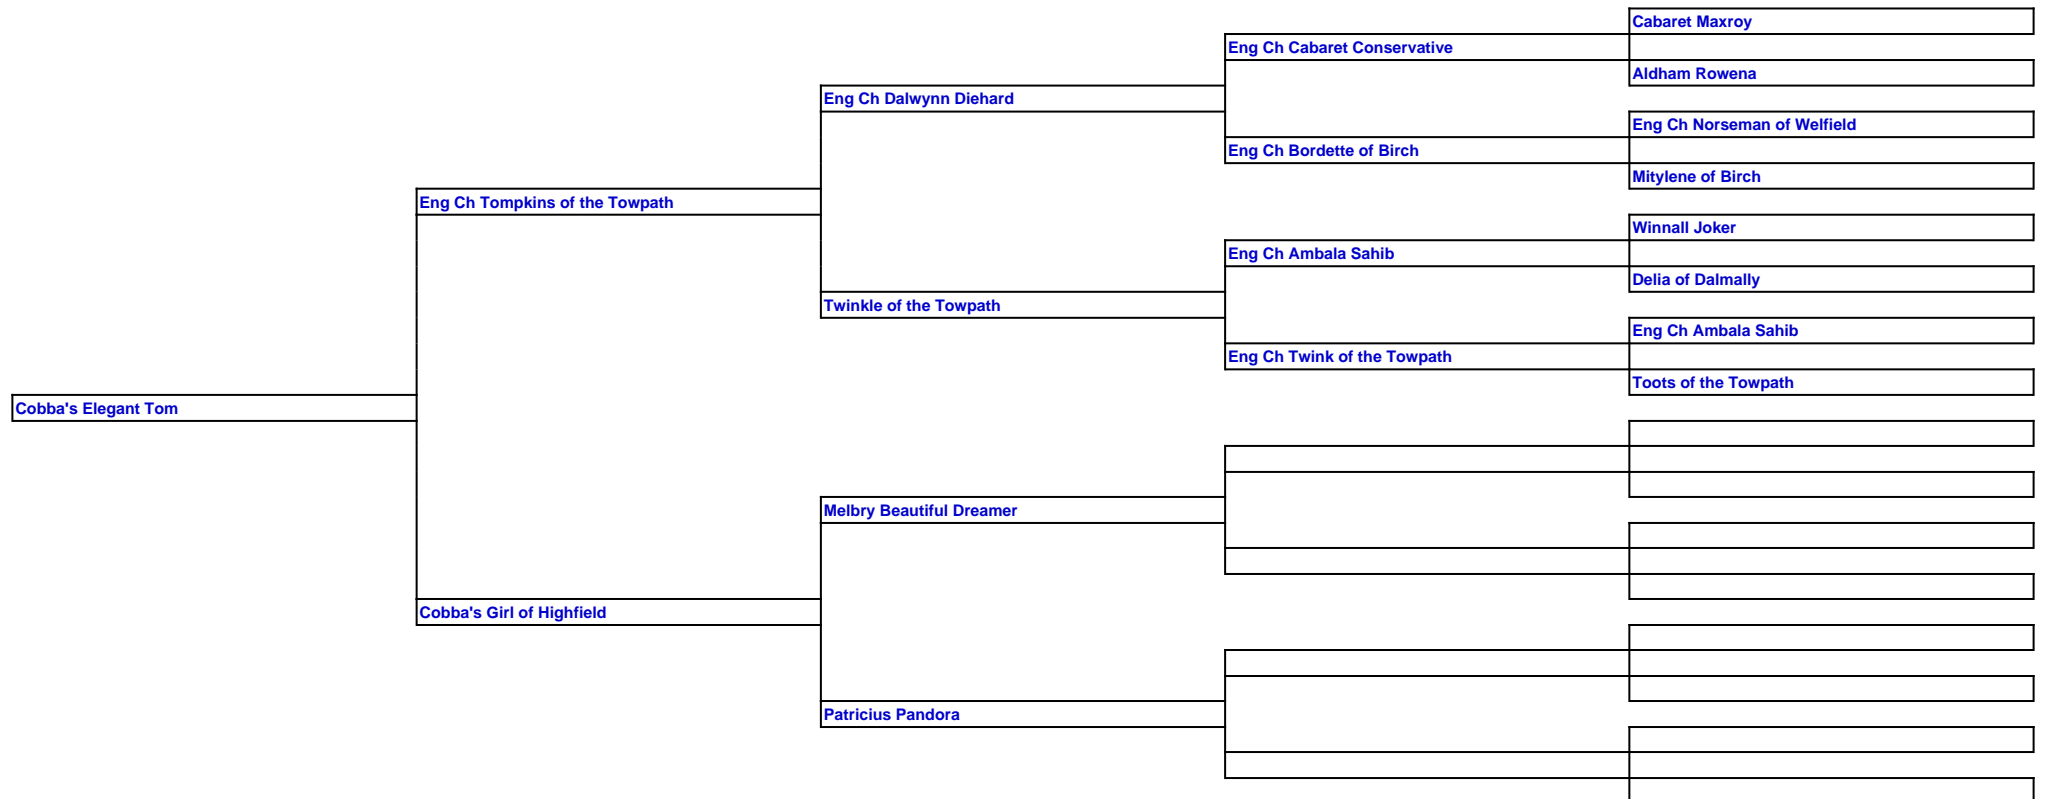 Cabaret Maxroy
Eng Ch Cabaret Conservative
Aldham Rowena
Eng Ch Dalwynn Diehard
Eng Ch Norseman of Welfield
Eng Ch Bordette of Birch
Mitylene of Birch
Eng Ch Tompkins of the Towpath
Winnall Joker
Eng Ch Ambala Sahib
Delia of Dalmally
Twinkle of the Towpath
Eng Ch Ambala Sahib
Eng Ch Twink of the Towpath
Toots of the Towpath
Cobba's Elegant Tom
Melbry Beautiful Dreamer
Cobba's Girl of Highfield
Patricius Pandora